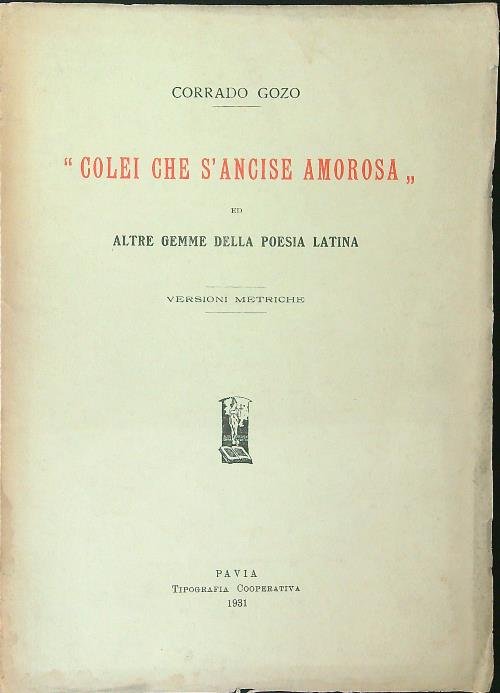 CORRADO GOZO
“ COLEI CHE S'ANCISE AMOROSA „
ED
ALTRE GEMME DELLA POESIA LATINA
VERSIONI METRICHE
PAVIA
TIPOGRAFIA COOPERATIVA
1931